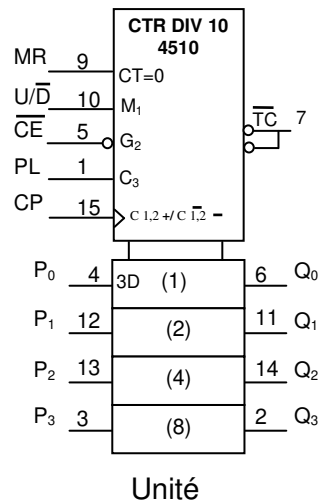 CTR DIV 10
4510
MR 9 CT=0
U/D̅ 10 M₁
C̅E̅ 5 G₂
T̅C̅ 7
PL 1 C₃
CP 15 C 1,2 +/ C 1̅,2 -
P₀ 4 3D (1) 6 Q₀
P₁ 12 (2) 11 Q₁
P₂ 13 (4) 14 Q₂
P₃ 3 (8) 2 Q₃
Unité